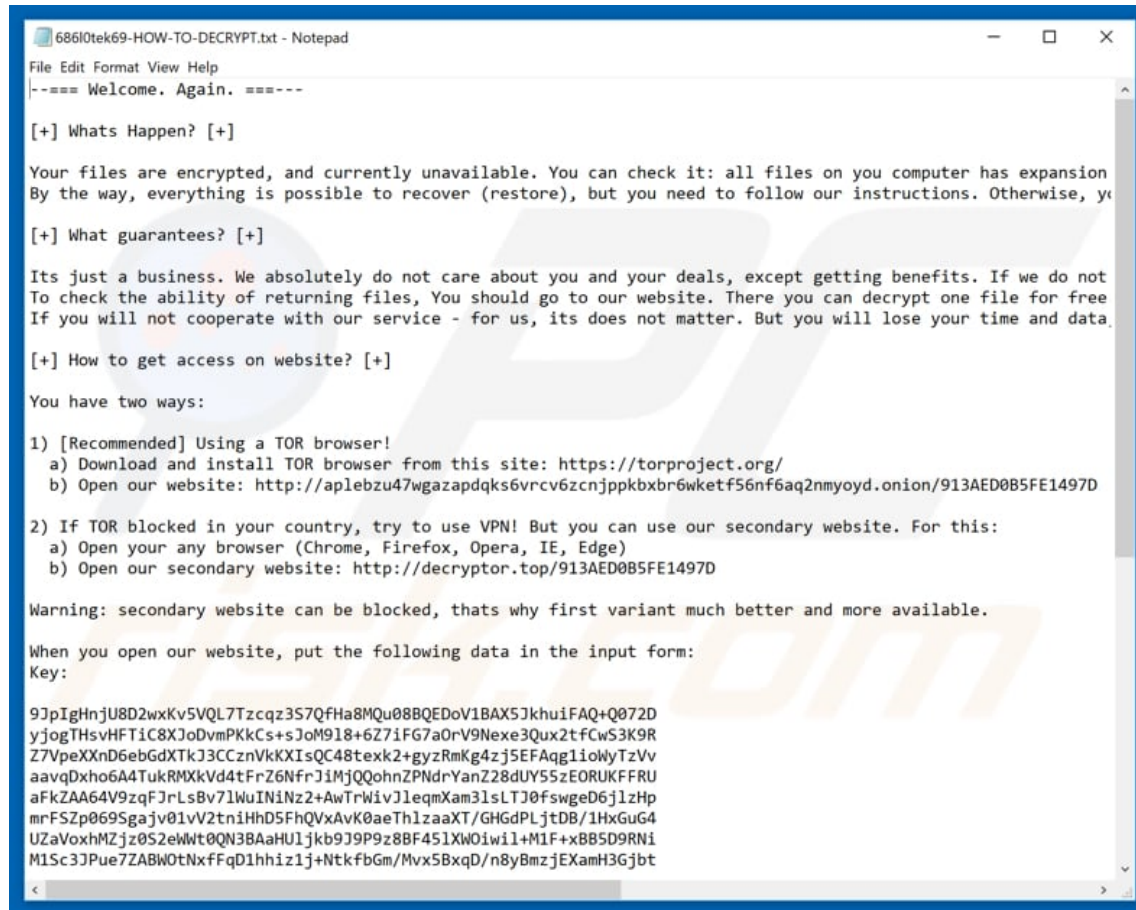 686l0tek69-HOW-TO-DECRYPT.txt - Notepad
File Edit Format View Help
--=== Welcome. Again. ===---
[+] Whats Happen? [+]
Your files are encrypted, and currently unavailable. You can check it: all files on you computer has expansion
By the way, everything is possible to recover (restore), but you need to follow our instructions. Otherwise,
[+] What guarantees? [+]
Its just a business. We absolutely do not care about you and your deals, except getting benefits. If we do not
To check the ability of returning files, You should go to our website. There you can decrypt one file for free
If you will not cooperate with our service - for us, its does not matter. But you will lose your time and data
[+] How to get access on website? [+]
You have two ways:
1) [Recommended] Using a TOR browser!
a) Download and install TOR browser from this site: https://torproject.org/
b) Open our website: http://aplebzu47wgazapdqks6vrcv6zcnjppkbxbr6wketf56nf6aq2nmyoyd.onion/913AED0B5FE1497D
2) If TOR blocked in your country, try to use VPN! But you can use our secondary website. For this:
a) Open your any browser (Chrome, Firefox, Opera, IE, Edge)
b) Open our secondary website: http://decryptor.top/913AED0B5FE1497D
Warning: secondary website can be blocked, thats why first variant much better and more available.
When you open our website, put the following data in the input form:
Key:
9JpIgHnjU8D2wxKv5VQL7Tzcqz3S7QfHa8MQu08BQEDoV1BAX5JkhuiFAQ+Q072D
yjogTHsvHFTiC8XJoDvmPKkCs+sJoM9l8+6Z7iFG7aOrV9Nexe3Qux2tfCwS3K9R
Z7VpeXXnD6ebGdXTkJ3CCznVkKXIsQC48texk2+gyzRmKg4zj5EFAqg1ioWyTzVv
aavqDxho6A4TukRMXkVd4tFrZ6NfrJiMjQQohnZPNdrYanZ28dUY55zEORUKFFRU
aFkZAA64V9zqFJrLsBv7lWuINiNz2+AwTrWivJleqmXam3lsLTJ0fswgeD6jlzHp
mrFSZp069Sgajv01vV2tniHhD5FhQVxAvK0aeThlzaaXT/GHGdPLjtDB/1HxGuG4
UZaVoxhMZjz0S2eWWt0QN3BAaHUljkb9J9P9z8BF45lXWOiwil+M1F+xBB5D9RNi
M1Sc3JPue7ZABWOtNxfFqD1hhiz1j+NtkfbGm/Mvx5BxqD/n8yBmzjEXamH3Gjbt
PC
risk.com